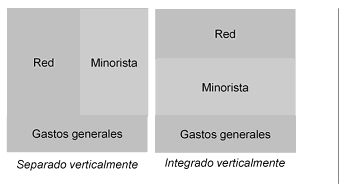 Red
Minorista
Gastos generales
Separado verticalmente
Red
Minorista
Gastos generales
Integrado verticalmente